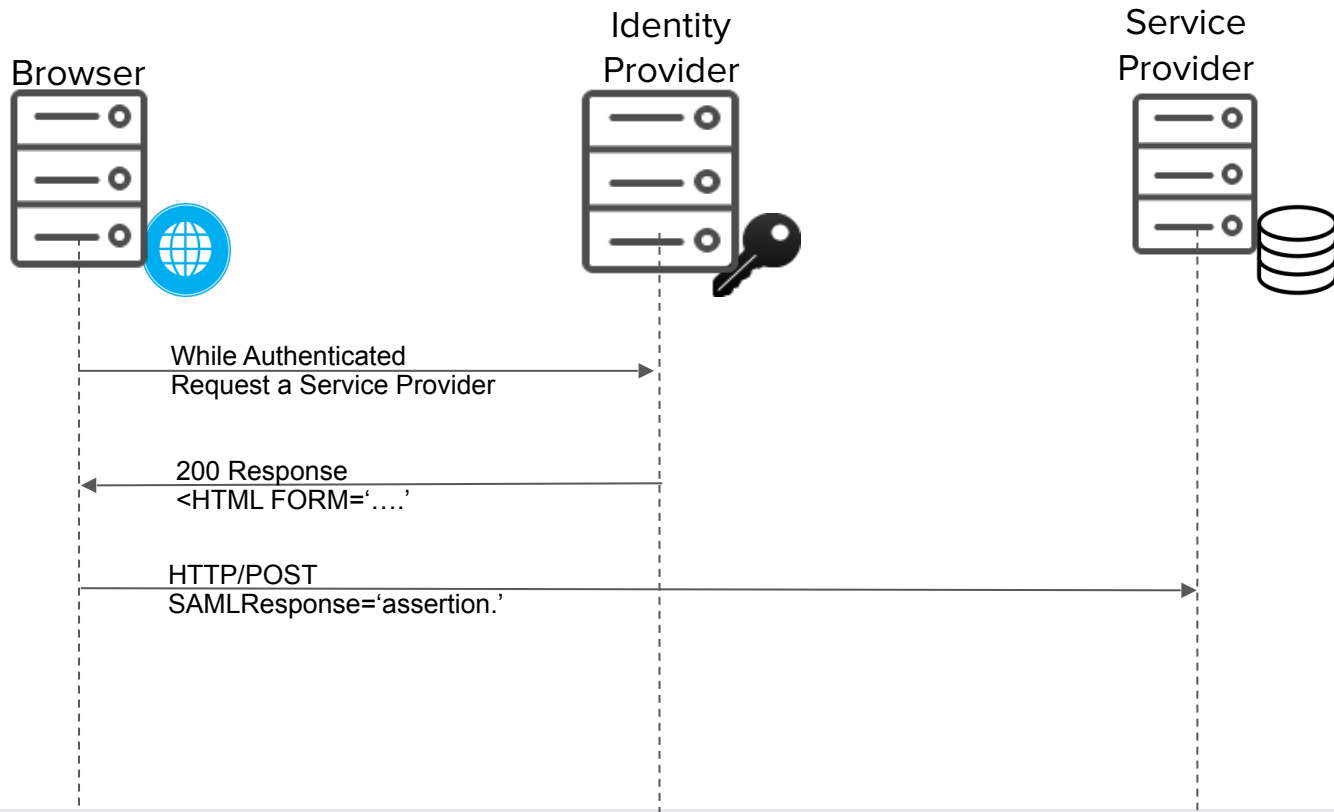 Browser
Identity
Provider
Service
Provider
While Authenticated
Request a Service Provider
200 Response
<HTML FORM=‘….’
HTTP/POST
SAMLResponse=‘assertion.’